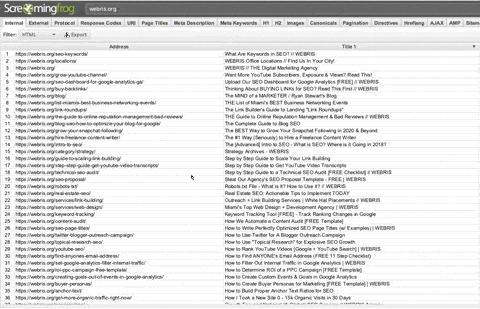 Screamingfrog webris.org
Internal External Protocol Response Codes URI Page Titles Meta Description Meta Keywords H1 H2 Images Canonicals Pagination Directives Hreflang AJAX AMP Sitem
Filter: HTML Export
Address Title 1
1 https://webris.org/seo-keywords/ What Are Keywords in SEO? // WEBRIS
2 https://webris.org/locations/ WEBRIS Office Locations // Find Us In Your City!
3 https://webris.org/ WEBRIS // The Digital Marketing Agency
4 https://webris.org/grow-youtube-channel/ Want More YouTube Subscribers, Exposure & Views? Read This!
5 https://webris.org/seo-dashboard-for-google-analytics-ga/ Upload Our SEO Dashboard for Google Analytics [FREE] // WEBRIS
6 https://webris.org/buy-backlinks/ Thinking About BUYING LINKS for SEO? Read This First // WEBRIS
7 https://webris.org/blog/ The MIND of a MARKETER / Ryan Stewart's Blog
8 https://webris.org/list-miamis-best-business-networking-events/ The List of Miami's BEST Business Networking Events
9 https://webris.org/link-roundups/ The Link Builder's Guide to Landing "Link Roundups"
10 https://webris.org/the-guide-to-online-reputation-management-bad-reviews/ The GUIDE to Online Reputation Management & Bad Reviews // WEBRIS
11 https://webris.org/blog-seo-how-to-optimize-your-blog-for-google/ The Complete Guide to Blog SEO
12 https://webris.org/grow-your-snapchat-following/ The BEST Way to Grow Your Snapchat Following in 2020 & Beyond
13 https://webris.org/hire-freelance-content-writer/ The #1 Way (Seriously) to Hire a Freelance Content Writer
14 https://webris.org/intro-to-seo/ The [Advanced] Intro to SEO - What is SEO? Where is it Going in 2018?
15 https://webris.org/category/strategy/ Strategy Archives - WEBRIS
16 https://webris.org/guide-to-scaling-link-building/ Step by Step Guide to Scale Your Link Building
17 https://webris.org/step-step-guide-get-youtube-video-transcripts/ Step by Step Guide to Get YouTube Video Transcripts
18 https://webris.org/technical-seo-audit/ Step by Step Guide to a Technical SEO Audit [FREE Checklist] // WEBRIS
19 https://webris.org/seo-proposal/ Steal Our Agency's SEO Proposal Template - FREE | WEBRIS
20 https://webris.org/robots-txt/ Robots.txt File - What Is It? How to Use It? // WEBRIS
21 https://webris.org/real-estate-seo/ Real Estate SEO: Actionable Tips to Implement TODAY
22 https://webris.org/services/link-building/ Outreach + Link Building Services | White Hat Placements // WEBRIS
23 https://webris.org/services/web-design/ Miami's Top Web Design + Development Agency | WEBRIS
24 https://webris.org/keyword-tracking/ Keyword Tracking Tool [FREE] - Track Ranking Changes in Google
25 https://webris.org/content-audit/ How We Automate a Content Audit [FREE Template]
26 https://webris.org/seo-page-titles/ How to Write Perfectly Optimized SEO Page Titles (w/ Examples) | WEBRIS
27 https://webris.org/twitter-blogger-outreach-campaign/ How to Use Twitter for A Blogger Outreach Campaign
28 https://webris.org/topical-research-seo/ How to Use "Topical Research" for Explosive SEO Growth
29 https://webris.org/youtube-seo/ How to Rank YouTube Videos [Google + YouTube Search] | WEBRIS
30 https://webris.org/find-anyones-email-address/ How to Find ANYONE's Email Address (FREE 11 Step Checklist)
31 https://webris.org/set-google-analytics-filter-internal-traffic/ How to Filter Out Internal Traffic in Google Analytics | WEBRIS
32 https://webris.org/roi-ppc-campaign-free-template/ How to Determine ROI of a PPC Campaign [FREE Template]
33 https://webris.org/creating-goals-out-of-events-in-google-analytics/ How to Create Custom Events & Goals in Google Analytics
34 https://webris.org/buyer-personas/ How to Create Buyer Personas for Marketing [FREE Template] // WEBRIS
35 https://webris.org/anchor-text/ How to Build Proper Anchor Text Ratios for SEO
36 https://webris.org/get-more-organic-traffic-right-now/ How I Took a New Site 0 - 15k Organic Visits in 30 Days